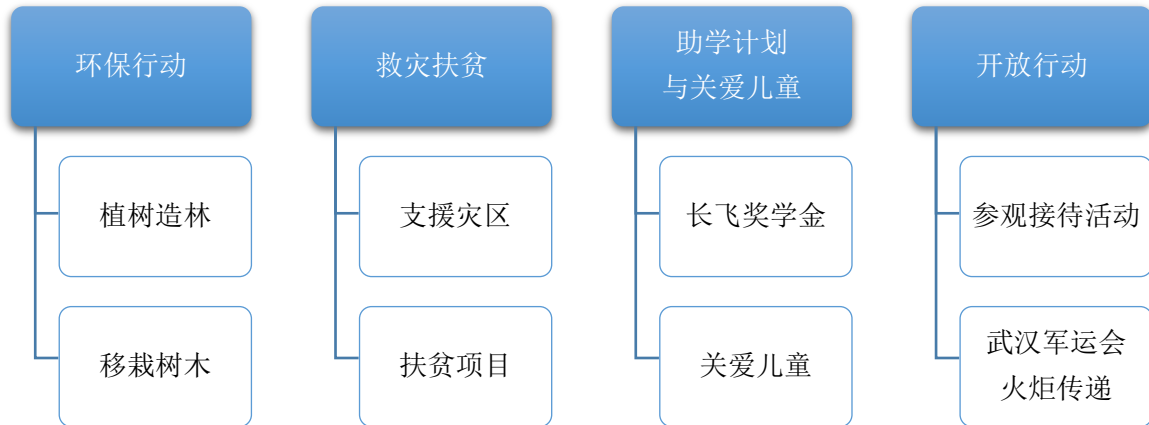 环保行动
植树造林
移栽树木
救灾扶贫
支援灾区
扶贫项目
助学计划
与关爱儿童
长飞奖学金
关爱儿童
开放行动
参观接待活动
武汉军运会
火炬传递